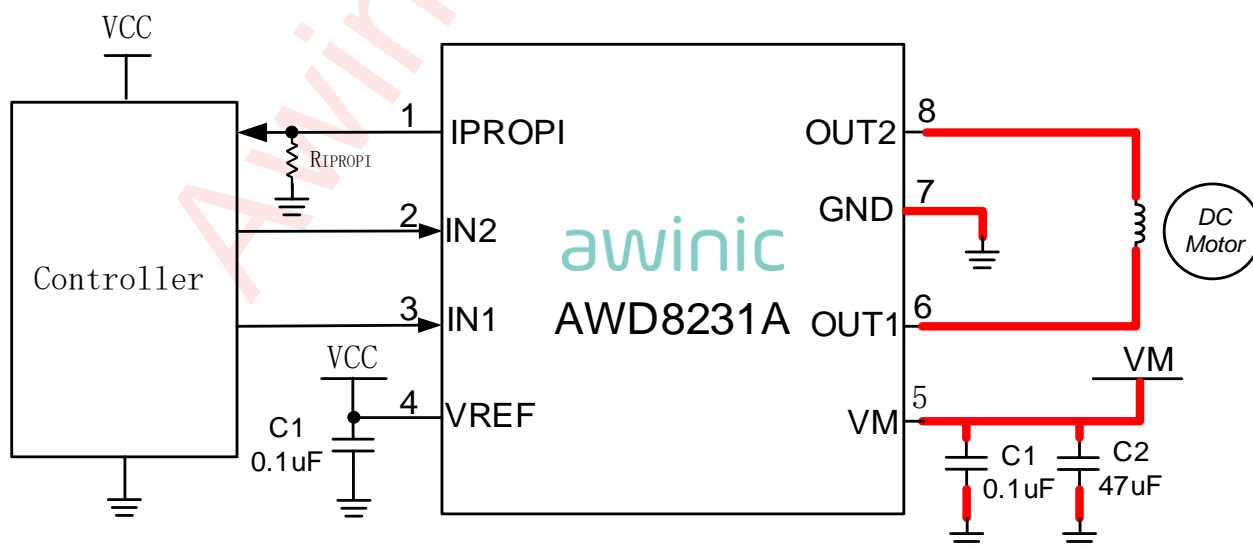 VCC
Controller
1
IPROPI
RIPROPI
2
IN2
3
IN1
VCC
4
VREF
C1
0.1uF
awinic
AWD8231A
OUT2
8
GND
7
OUT1
6
VM
5
DC
Motor
VM
C1
0.1uF
C2
47uF